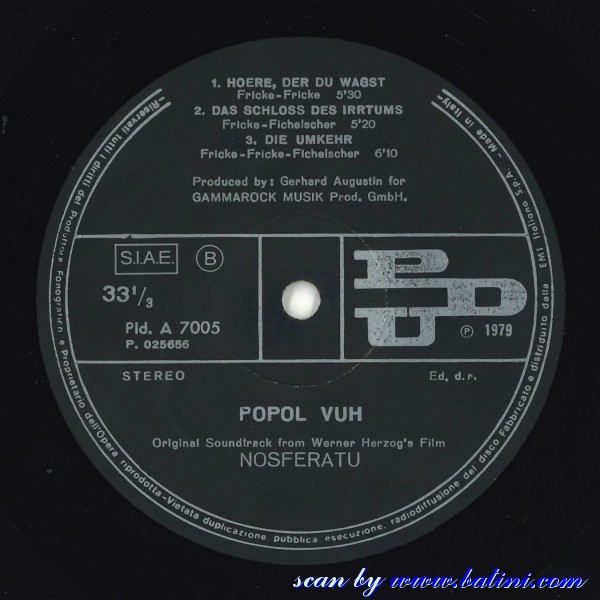 1. HOERE, DER DU WAGST
Fricke-Fricke 5'30
2. DAS SCHLOSS DES IRRTUMS
Fricke-Fichelscher 5'20
3. DIE UMKEHR
Fricke-Fricke-Fichelscher 6'10
Produced by: Gerhard Augustin for
GAMMAROCK MUSIK Prod. GmbH.
S.I.A.E. B
33 1/3
Pld. A 7005
P. 025656
PDU
℗ 1979
STEREO Ed. d.r.
POPOL VUH
Original Soundtrack from Werner Herzog's Film
NOSFERATU
-Riservati tutti i diritti del Produttore Fonografico e Proprietario dell'Opera riprodotta-Vietata duplicazione, pubblica esecuzione, radiodiffusione del disco Fabbricato e distribuito dalla EMI Italiana S.p.A. - Made in Italy-
scan by www.batini.com